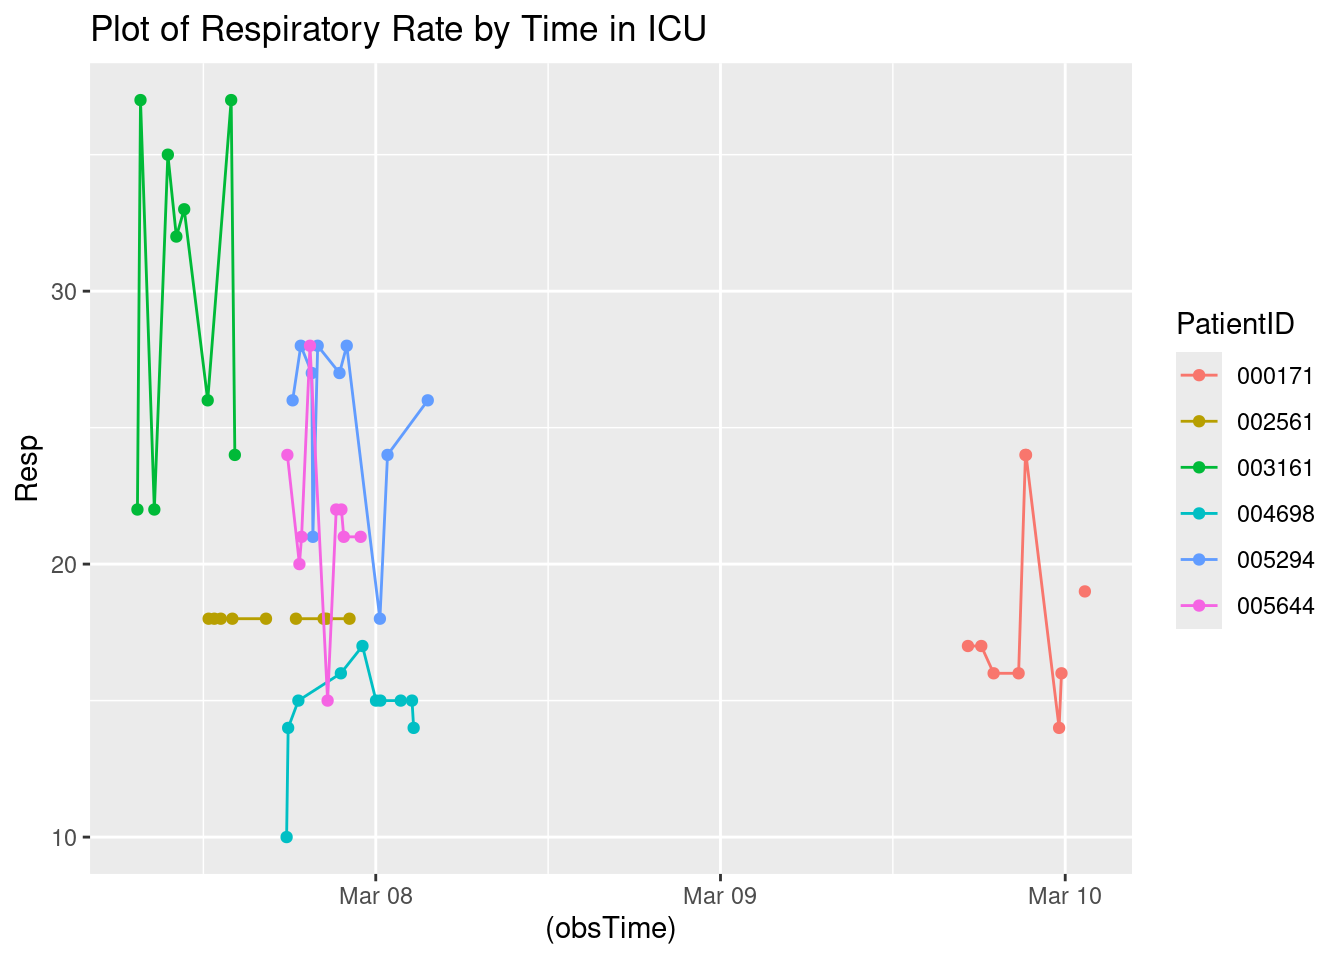 Plot of Respiratory Rate by Time in ICU
Resp
30
20
10
Mar 08
Mar 09
Mar 10
(obsTime)
PatientID
000171
002561
003161
004698
005294
005644